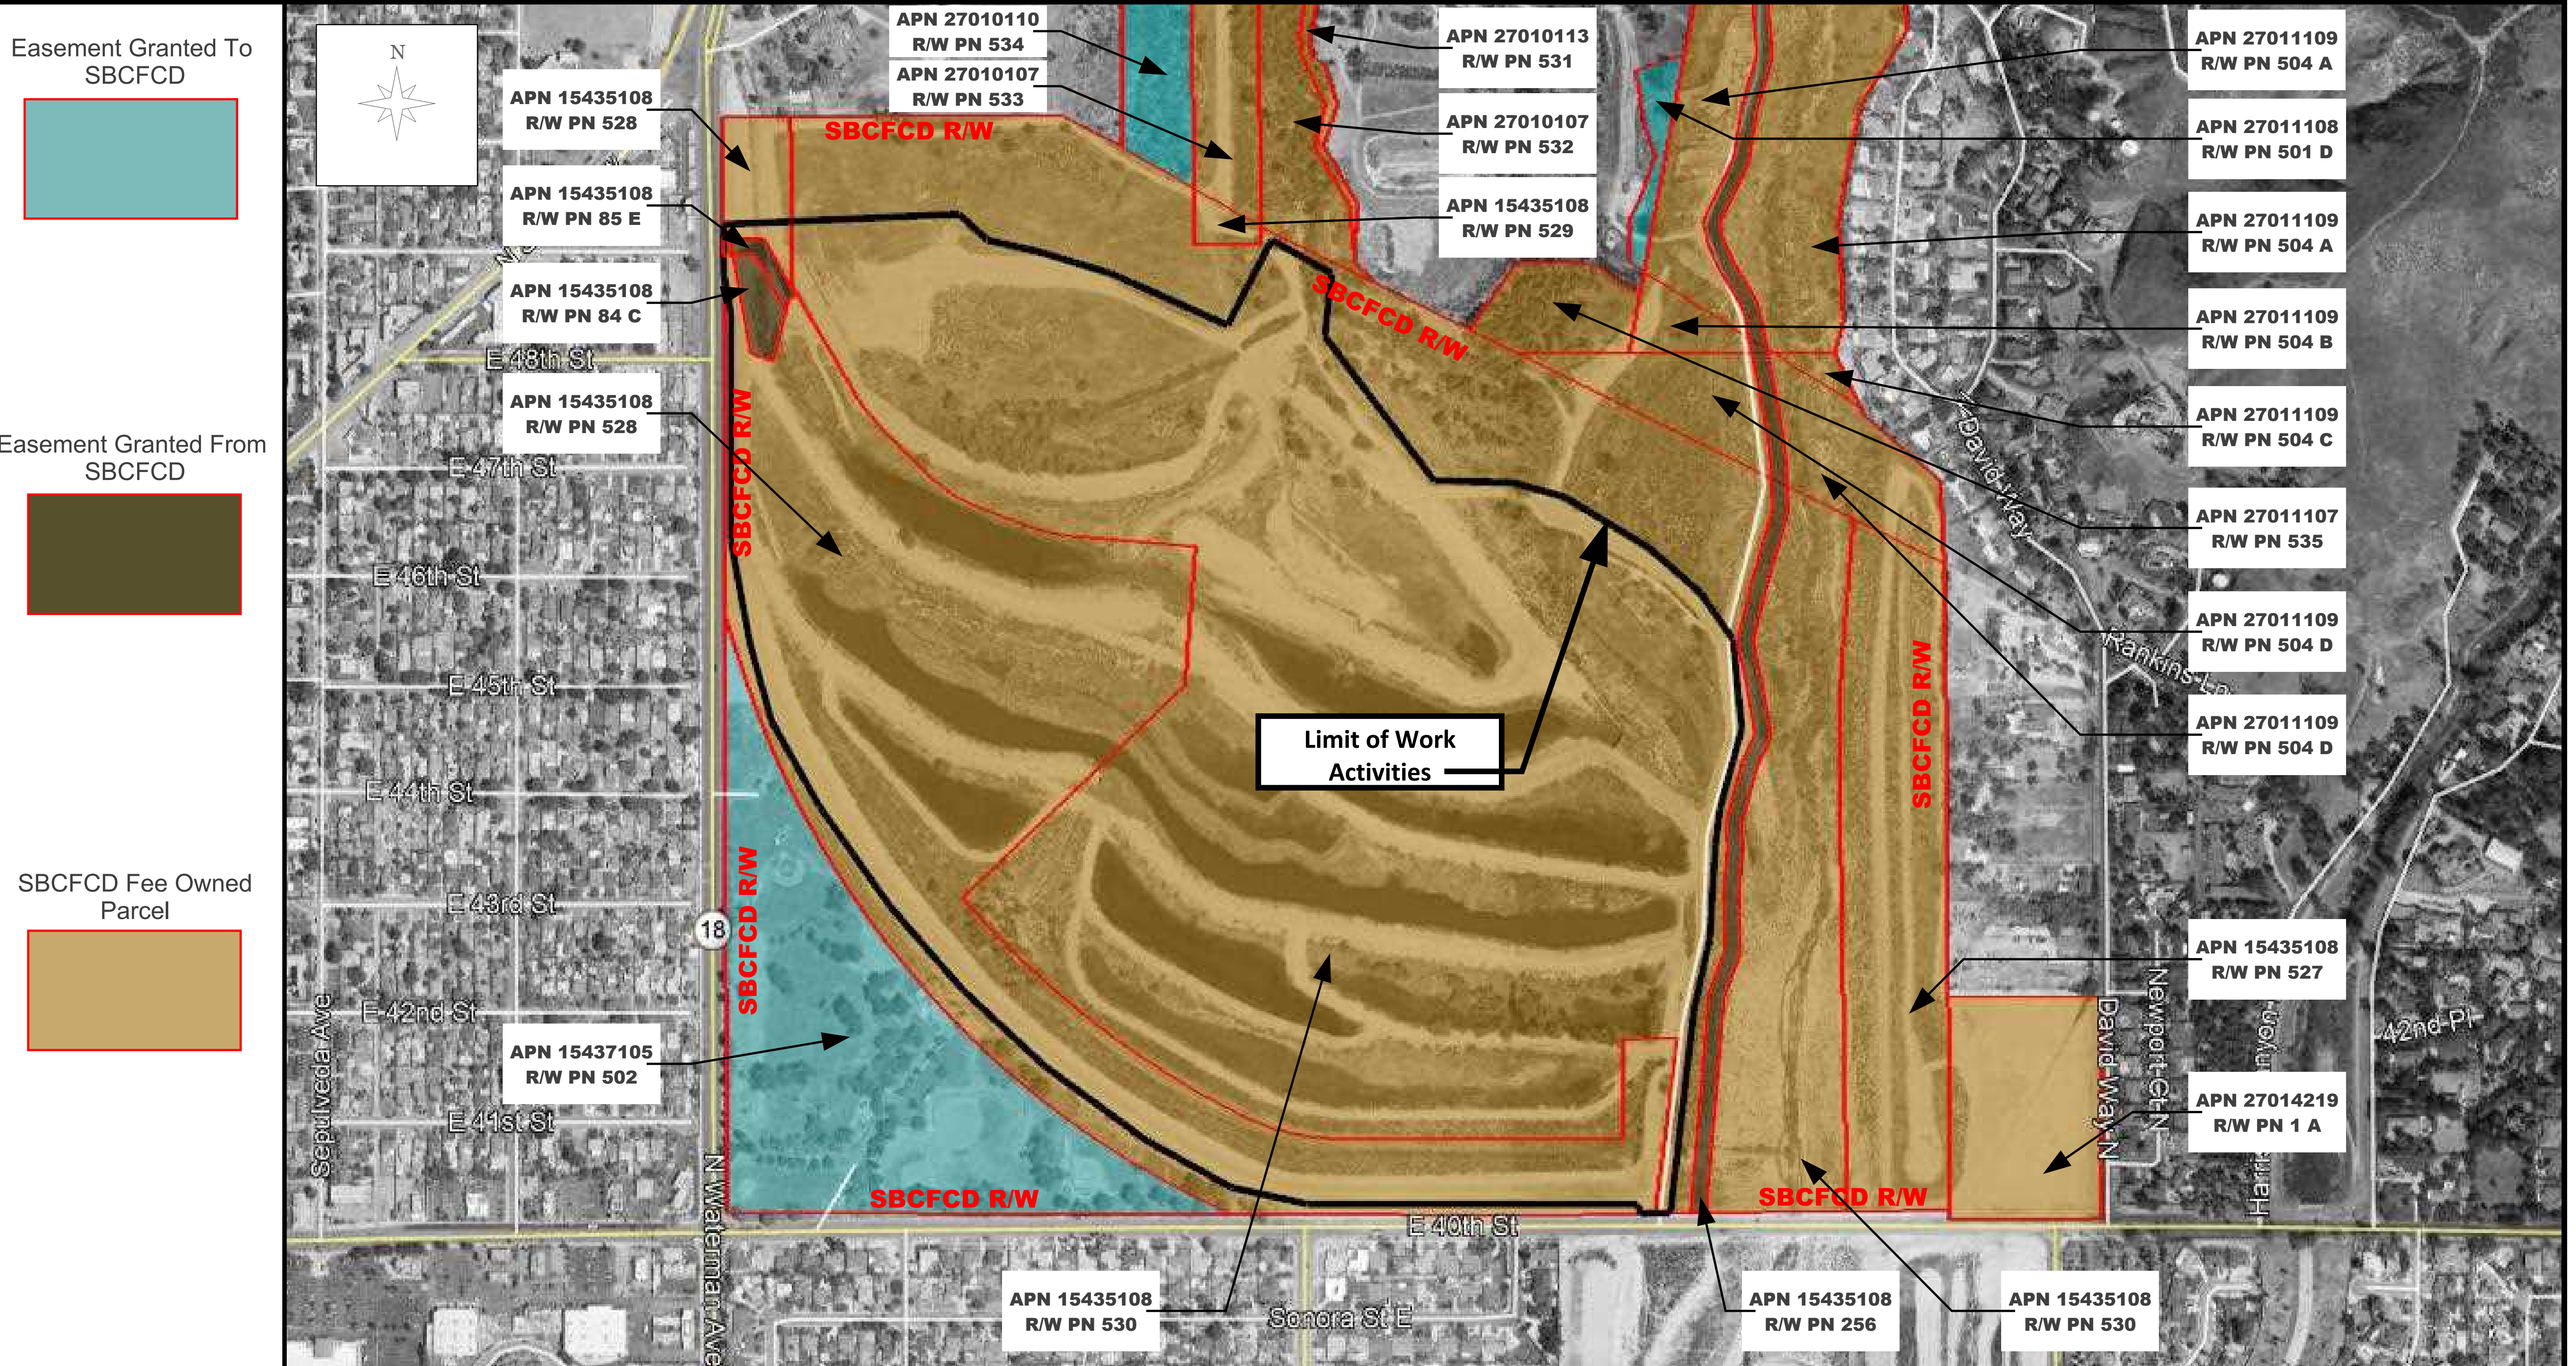 Easement Granted To
SBCFCD
Easement Granted From
SBCFCD
SBCFCD Fee Owned
Parcel
N
APN 15435108
R/W PN 528
APN 15435108
R/W PN 85 E
APN 15435108
R/W PN 84 C
APN 15435108
R/W PN 528
APN 15437105
R/W PN 502
APN 27010110
R/W PN 534
APN 27010107
R/W PN 533
APN 27010113
R/W PN 531
APN 27010107
R/W PN 532
APN 15435108
R/W PN 529
APN 27011109
R/W PN 504 A
APN 27011108
R/W PN 501 D
APN 27011109
R/W PN 504 A
APN 27011109
R/W PN 504 B
APN 27011109
R/W PN 504 C
APN 27011107
R/W PN 535
APN 27011109
R/W PN 504 D
APN 27011109
R/W PN 504 D
APN 15435108
R/W PN 527
APN 27014219
R/W PN 1 A
APN 15435108
R/W PN 530
APN 15435108
R/W PN 256
APN 15435108
R/W PN 530
SBCFCD R/W
SBCFCD R/W
SBCFCD R/W
SBCFCD R/W
SBCFCD R/W
SBCFCD R/W
SBCFCD R/W
Limit of Work
Activities
E 48th St
E 47th St
E 46th St
E 45th St
E 44th St
E 43rd St
E 42nd St
E 41st St
E 40th St
Sonora St E
Sepulveda Ave
18
N Waterman Ave
N David Way
Rankins Ln
David Way N
Newport Ct N
42nd Pl